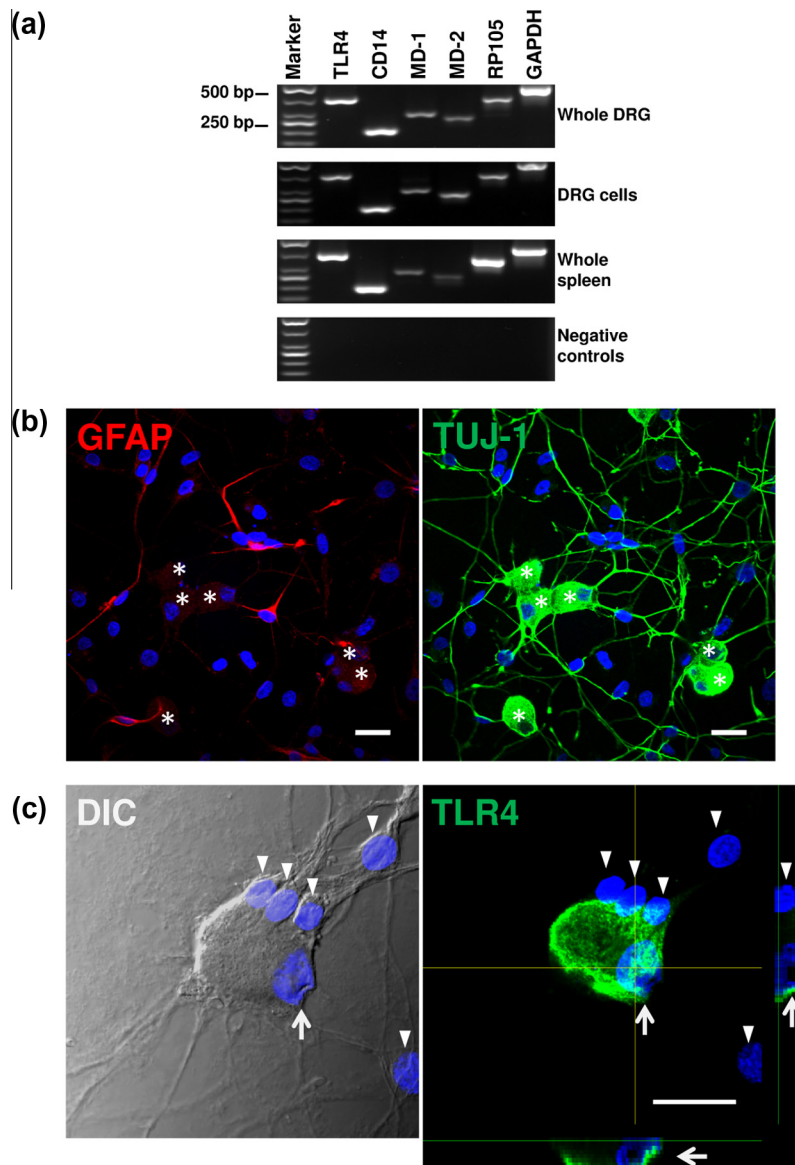 (a)
Marker
TLR4
CD14
MD-1
MD-2
RP105
GAPDH
500 bp
250 bp
Whole DRG
DRG cells
Whole
spleen
Negative
controls
(b)
GFAP
TUJ-1
* * * * * *
* * * * * *
(c)
DIC
TLR4